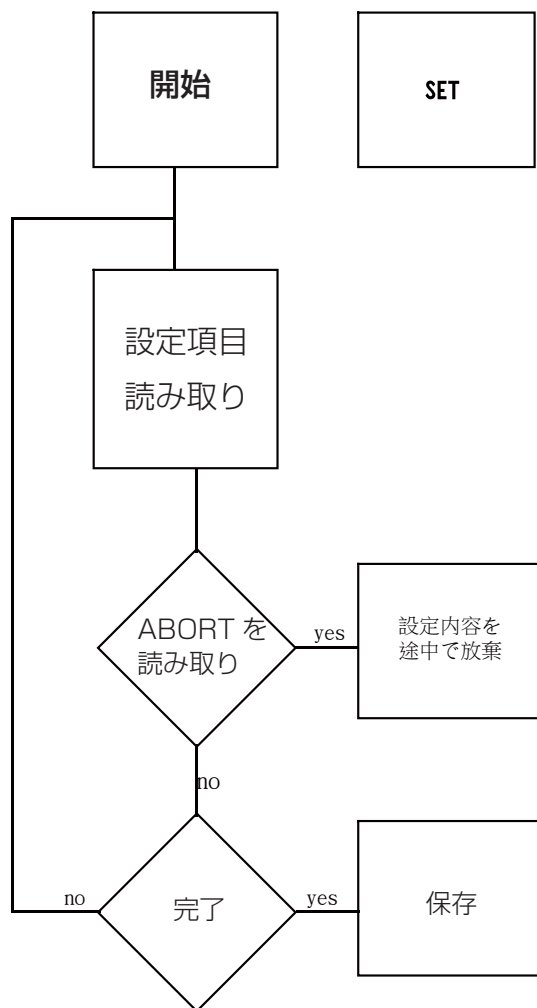 開始
SET
設定項目
読み取り
ABORT を
読み取り
yes
設定内容を
途中で放棄
no
no
完了
yes
保存